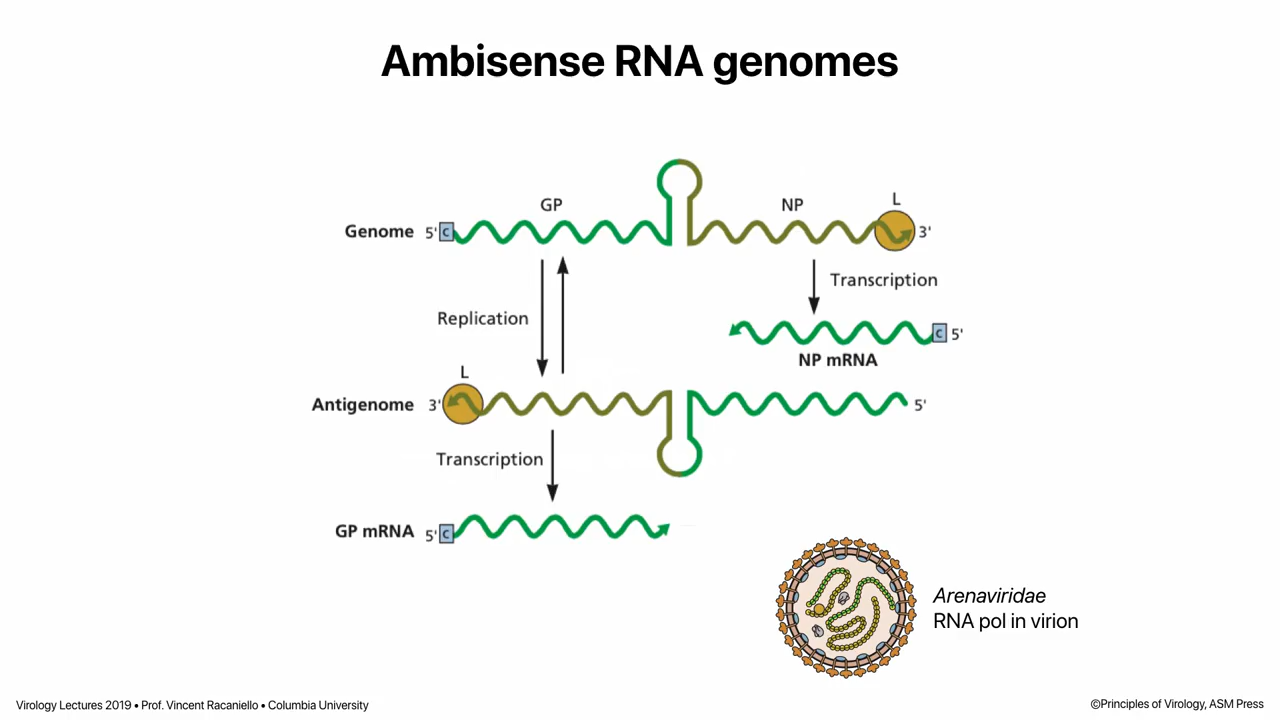 Ambisense RNA genomes
GP
NP
L
Genome 5' c
3'
Transcription
Replication
c 5'
NP mRNA
L
Antigenome 3'
5'
Transcription
GP mRNA 5' c
Arenaviridae
RNA pol in virion
Virology Lectures 2019 • Prof. Vincent Racaniello • Columbia University
©Principles of Virology, ASM Press